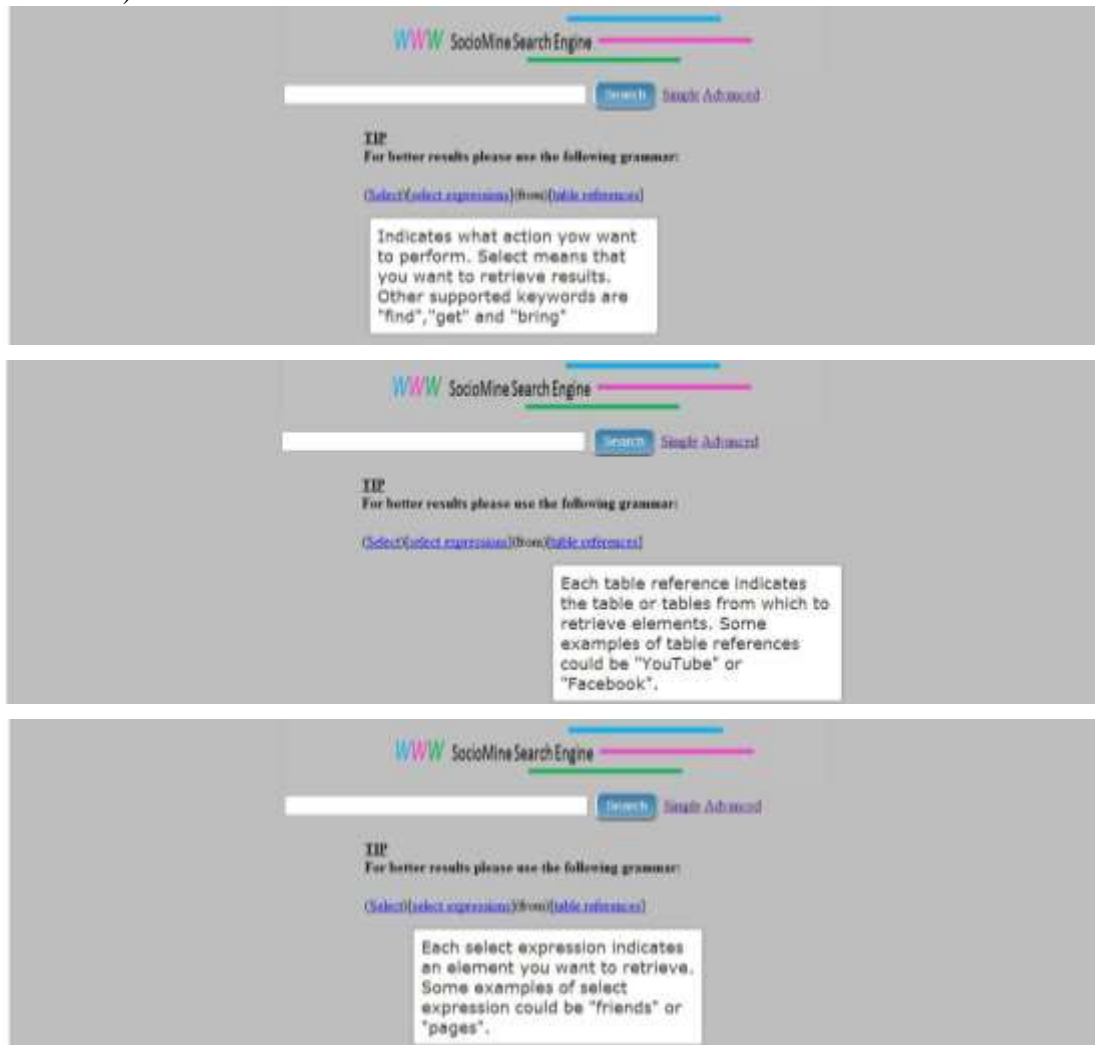 )
WWW SocioMine Search Engine
Search Simple Advanced
TIP
For better results please use the following grammar:
(Select)[select expressions](from)[table references]
Indicates what action yow want
to perform. Select means that
you want to retrieve results.
Other supported keywords are
"find","get" and "bring"
WWW SocioMine Search Engine
Search Simple Advanced
TIP
For better results please use the following grammar:
(Select)[select expressions](from)[table references]
Each table reference indicates
the table or tables from which to
retrieve elements. Some
examples of table references
could be "YouTube" or
"Facebook".
WWW SocioMine Search Engine
Search Simple Advanced
TIP
For better results please use the following grammar:
(Select)[select expressions](from)[table references]
Each select expression indicates
an element you want to retrieve.
Some examples of select
expression could be "friends" or
"pages".